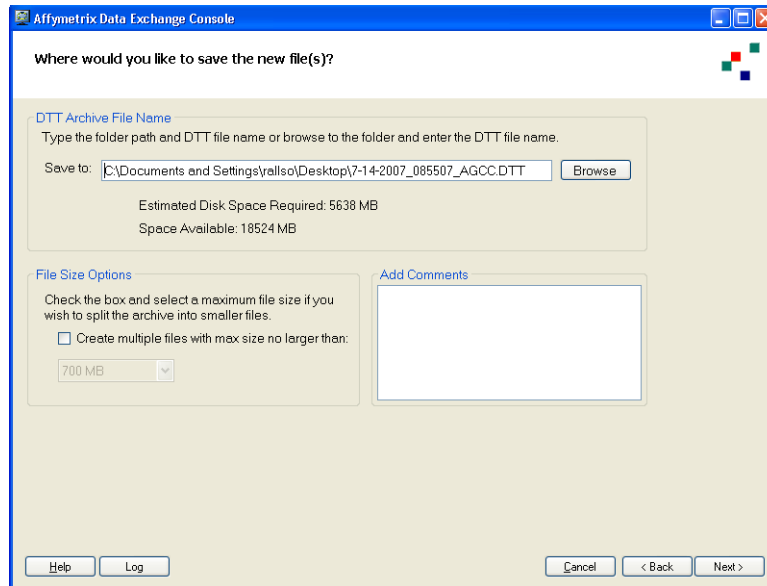 Affymetrix Data Exchange Console
Where would you like to save the new file(s)?
DTT Archive File Name
Type the folder path and DTT file name or browse to the folder and enter the DTT file name.
Save to: C:\Documents and Settings\rallso\Desktop\7-14-2007_085507_AGCC.DTT Browse
Estimated Disk Space Required: 5638 MB
Space Available: 18524 MB
File Size Options
Check the box and select a maximum file size if you
wish to split the archive into smaller files.
Create multiple files with max size no larger than:
700 MB
Add Comments
Help Log Cancel < Back Next >